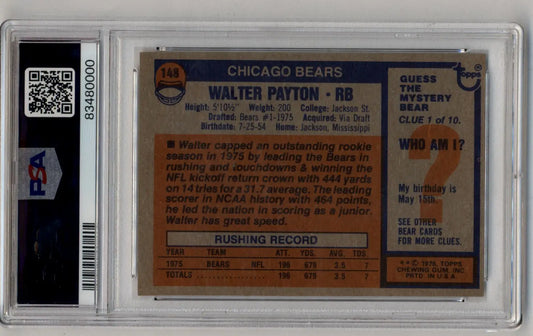 83480000
PSA
148
CHICAGO BEARS
WALTER PAYTON • RB
Height: 5'10½" Weight: 200 College: Jackson St.
Drafted: Bears #1-1975 Acquired: Via Draft
Birthdate: 7-25-54 Home: Jackson, Mississippi
Walter capped an outstanding rookie
season in 1975 by leading the Bears in
rushing and touchdowns & winning the
NFL kickoff return crown with 444 yards
on 14 tries for a 31.7 average. The leading
scorer in NCAA history with 464 points,
he led the nation in scoring as a junior.
Walter has great speed.
RUSHING RECORD
YEAR TEAM ATT. YDS. AVG. TD
1975 BEARS NFL 196 679 3.5 7
TOTALS 196 679 3.5 7
TOPPS
GUESS
THE
MYSTERY
BEAR
CLUE 1 of 10.
WHO AM I?
?
My birthday is
May 15th.
SEE OTHER
BEAR CARDS
FOR MORE CLUES.
** © 1976, TOPPS
CHEWING GUM, INC.
PRTD. IN U.S.A.